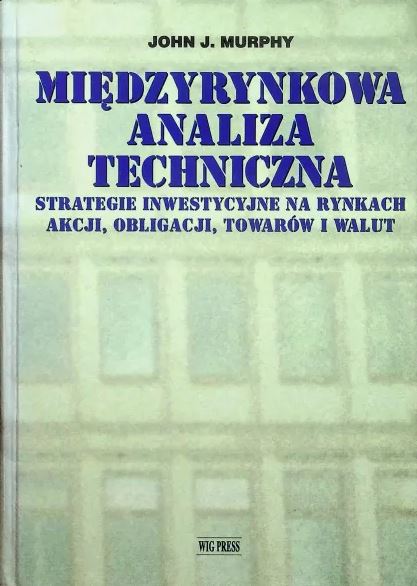 JOHN J. MURPHY
MIĘDZYRYNKOWA
ANALIZA
TECHNICZNA
STRATEGIE INWESTYCYJNE NA RYNKACH
AKCJI, OBLIGACJI, TOWARÓW I WALUT
WIG PRESS